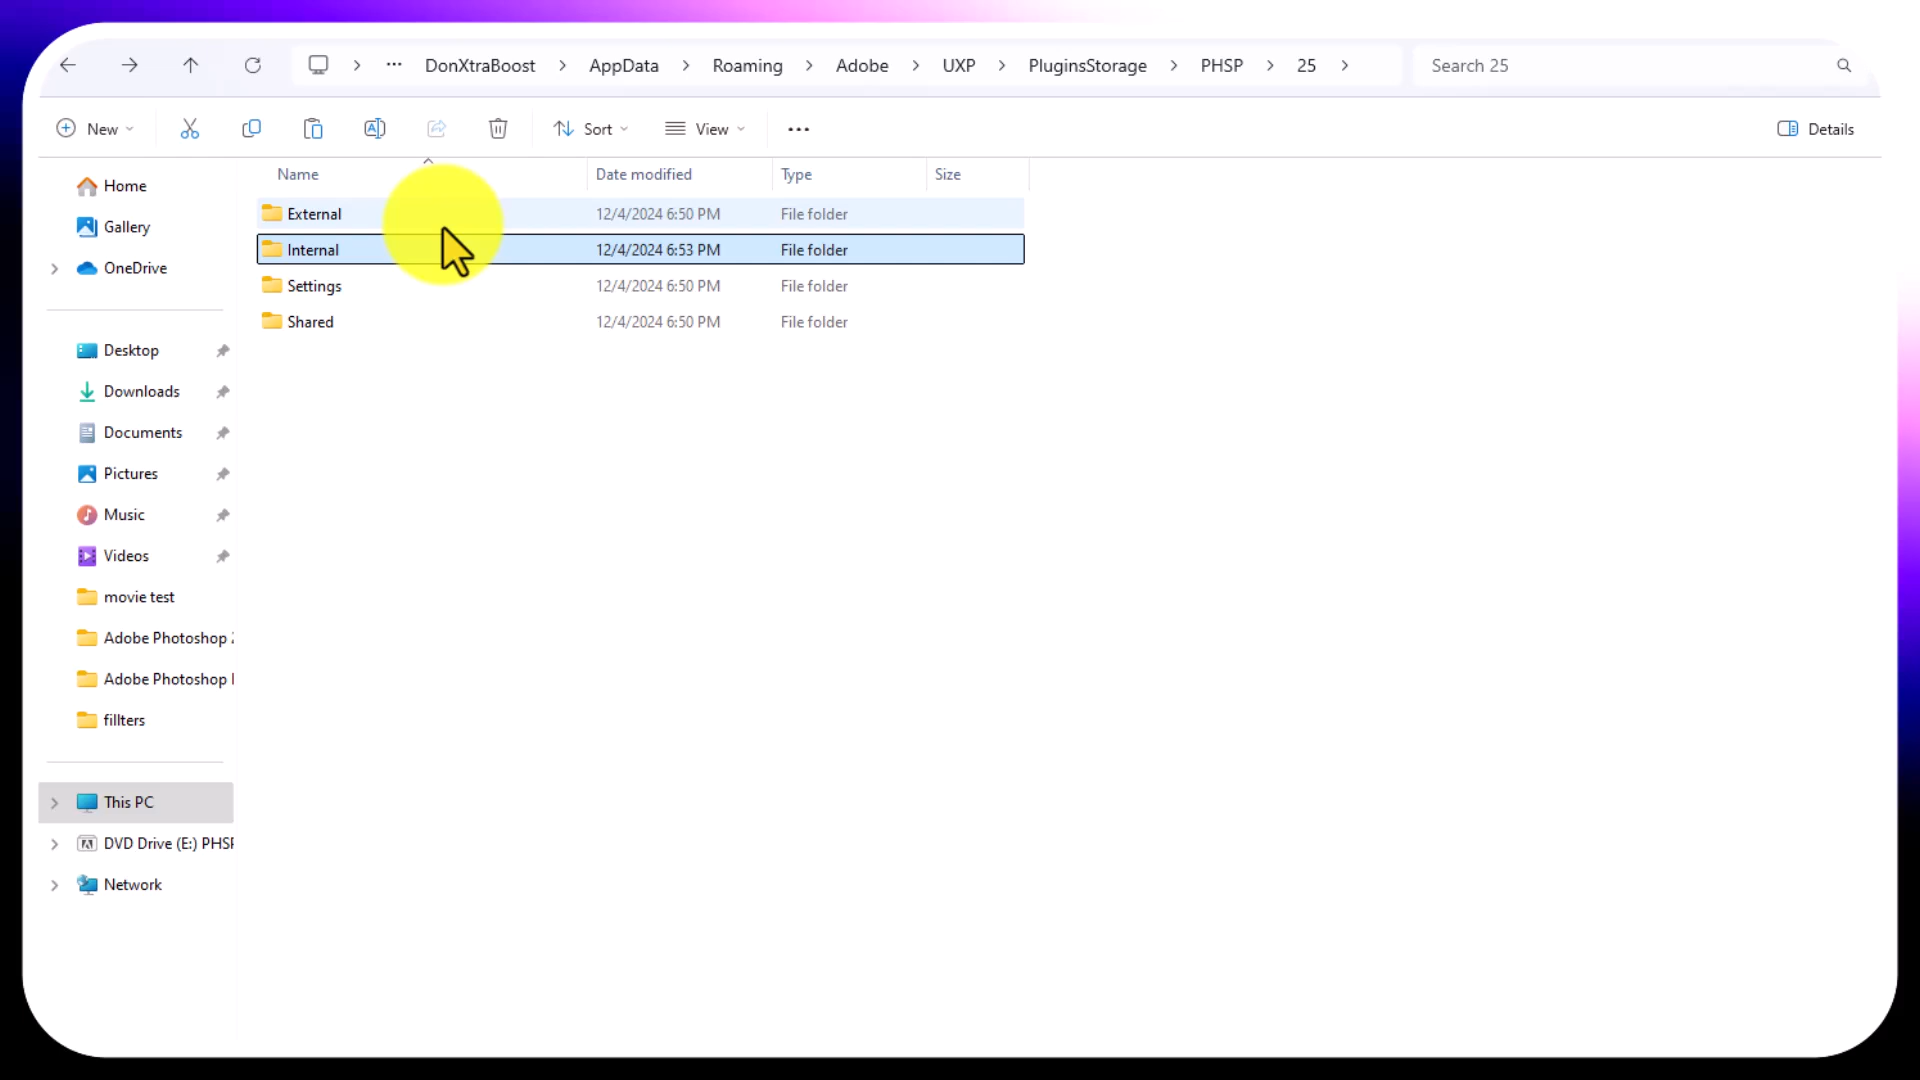 DonXtraBoost > AppData > Roaming > Adobe > UXP > PluginsStorage > PHSP > 25 >
Search 25
New
Sort
View
Details
Name Date modified Type Size
External 12/4/2024 6:50 PM File folder
Internal 12/4/2024 6:53 PM File folder
Settings 12/4/2024 6:50 PM File folder
Shared 12/4/2024 6:50 PM File folder
Home
Gallery
OneDrive
Desktop
Downloads
Documents
Pictures
Music
Videos
movie test
Adobe Photoshop
Adobe Photoshop
fillters
This PC
DVD Drive (E:) PHSP
Network